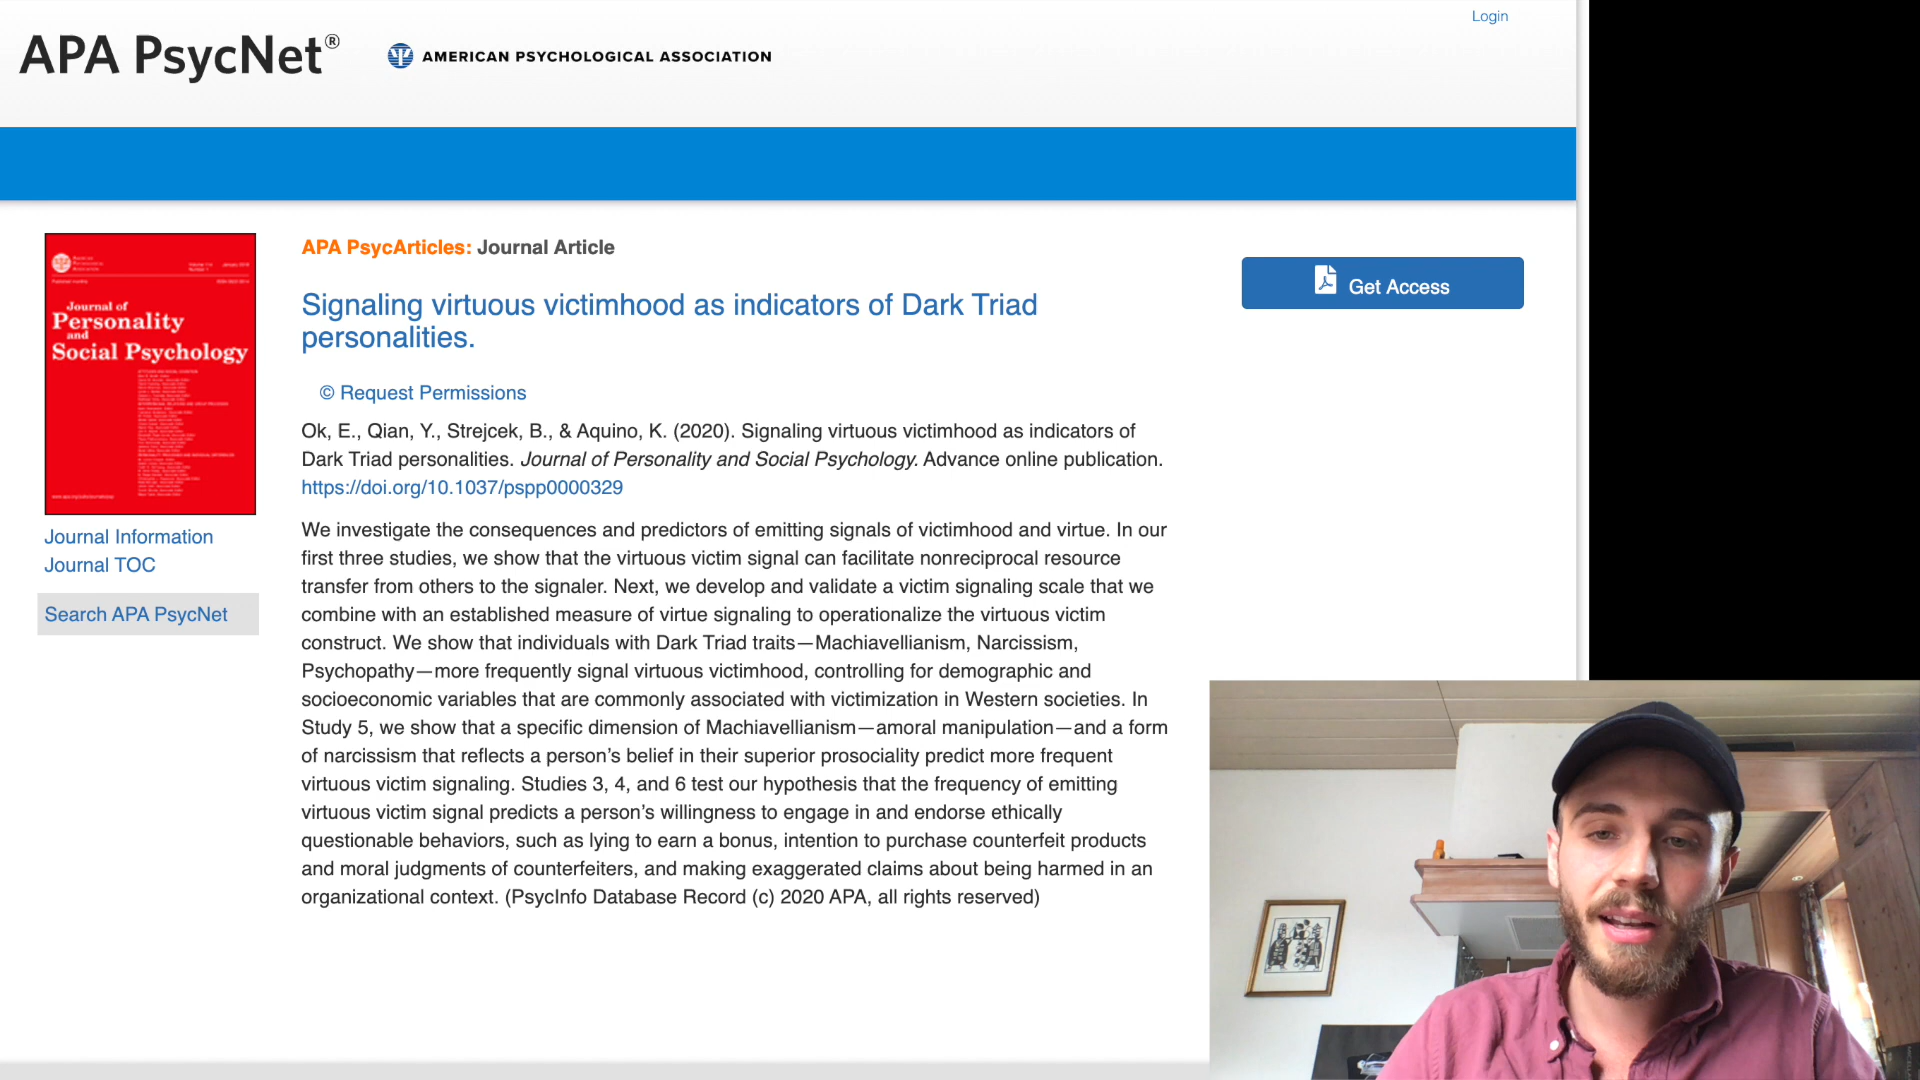 Login
APA PsycNet®
AMERICAN PSYCHOLOGICAL ASSOCIATION
Journal of
Personality
and
Social Psychology
Journal Information
Journal TOC
Search APA PsycNet
APA PsycArticles: Journal Article
Signaling virtuous victimhood as indicators of Dark Triad
personalities.
© Request Permissions
Ok, E., Qian, Y., Strejcek, B., & Aquino, K. (2020). Signaling virtuous victimhood as indicators of
Dark Triad personalities. Journal of Personality and Social Psychology. Advance online publication.
https://doi.org/10.1037/pspp0000329
We investigate the consequences and predictors of emitting signals of victimhood and virtue. In our
first three studies, we show that the virtuous victim signal can facilitate nonreciprocal resource
transfer from others to the signaler. Next, we develop and validate a victim signaling scale that we
combine with an established measure of virtue signaling to operationalize the virtuous victim
construct. We show that individuals with Dark Triad traits—Machiavellianism, Narcissism,
Psychopathy—more frequently signal virtuous victimhood, controlling for demographic and
socioeconomic variables that are commonly associated with victimization in Western societies. In
Study 5, we show that a specific dimension of Machiavellianism—amoral manipulation—and a form
of narcissism that reflects a person’s belief in their superior prosociality predict more frequent
virtuous victim signaling. Studies 3, 4, and 6 test our hypothesis that the frequency of emitting
virtuous victim signal predicts a person’s willingness to engage in and endorse ethically
questionable behaviors, such as lying to earn a bonus, intention to purchase counterfeit products
and moral judgments of counterfeiters, and making exaggerated claims about being harmed in an
organizational context. (PsycInfo Database Record (c) 2020 APA, all rights reserved)
Get Access